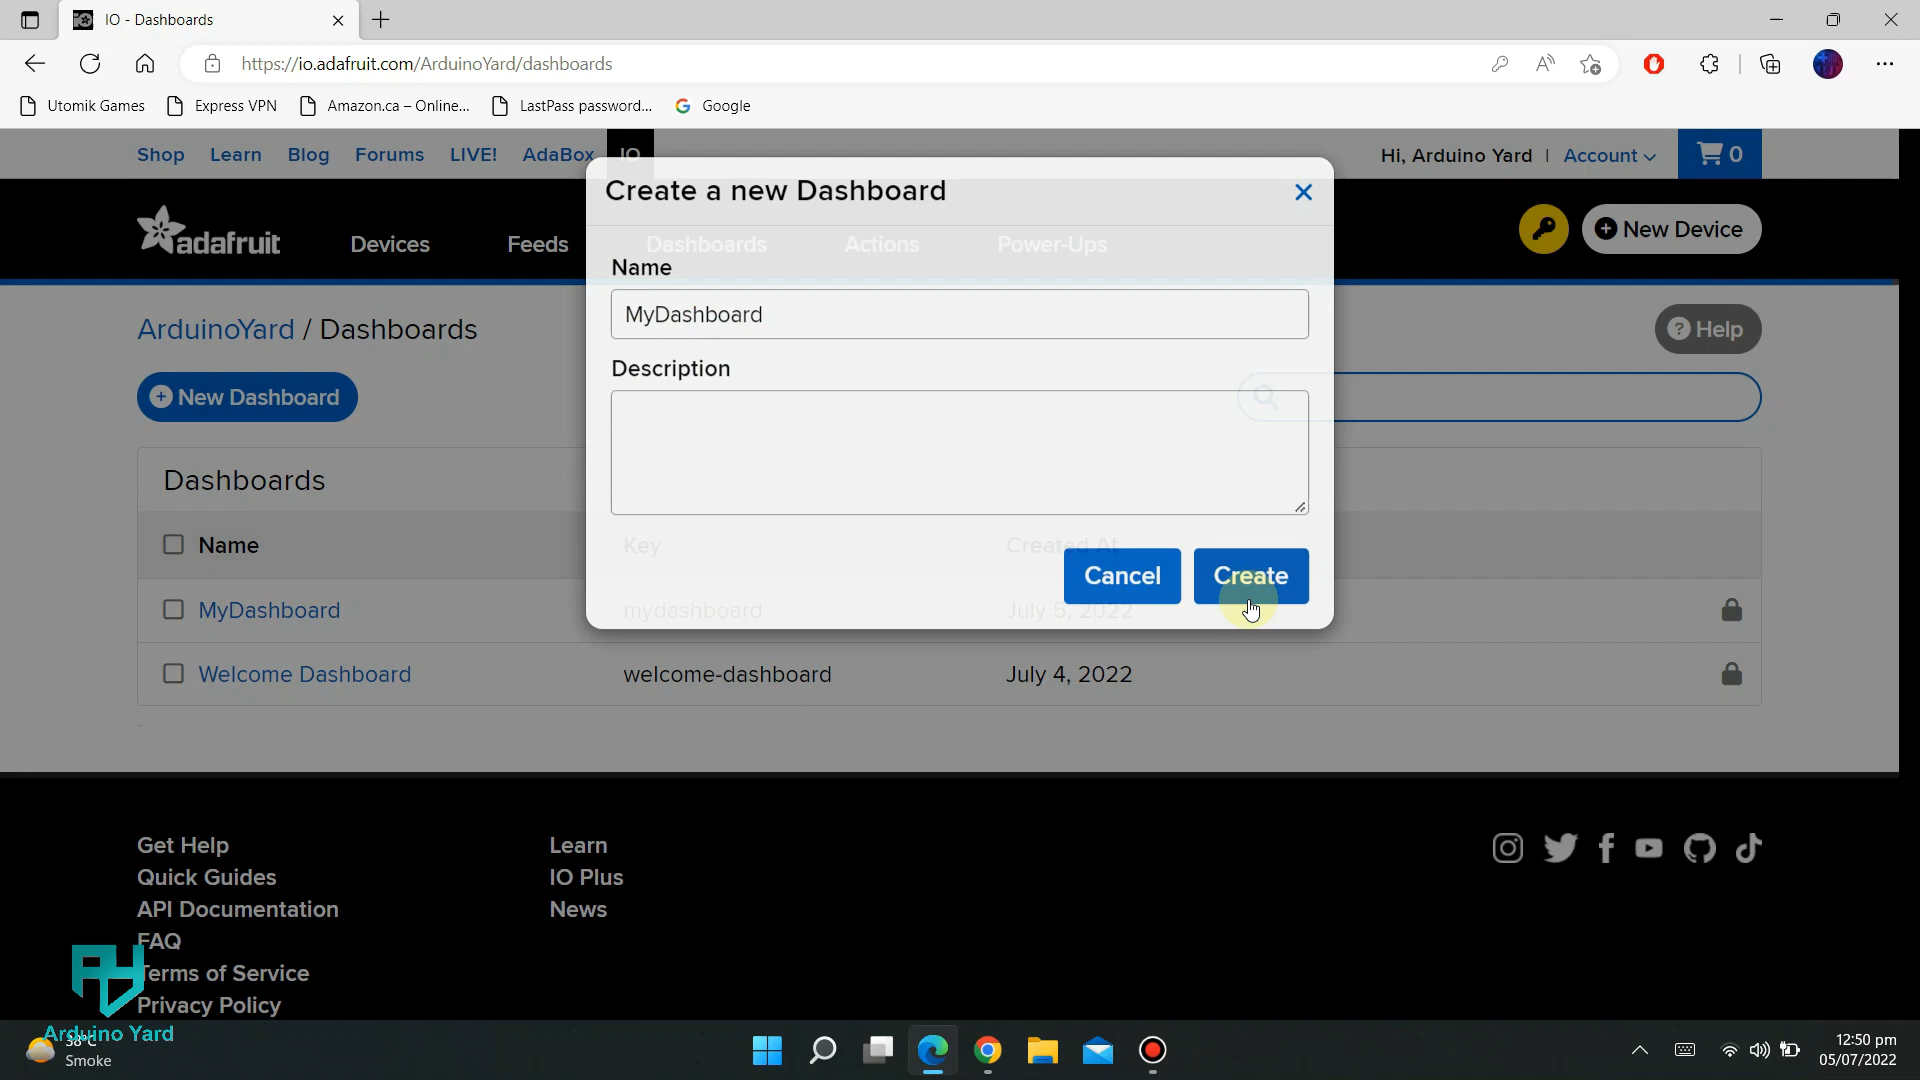 IO - Dashboards
https://io.adafruit.com/ArduinoYard/dashboards
Utomik Games Express VPN Amazon.ca – Online... LastPass password... Google
Shop Learn Blog Forums LIVE! AdaBox IO Hi, Arduino Yard | Account 0
Create a new Dashboard
adafruit Devices Feeds Dashboards Actions Power-Ups New Device
Name
MyDashboard
ArduinoYard / Dashboards Help
Description
New Dashboard
Dashboards
Name Key Created At
Cancel Create
MyDashboard mydashboard July 5, 2022
Welcome Dashboard welcome-dashboard July 4, 2022
Get Help Learn
Quick Guides IO Plus
API Documentation News
FAQ
Terms of Service
Privacy Policy
Arduino Yard
38°C
Smoke
12:50 pm
05/07/2022